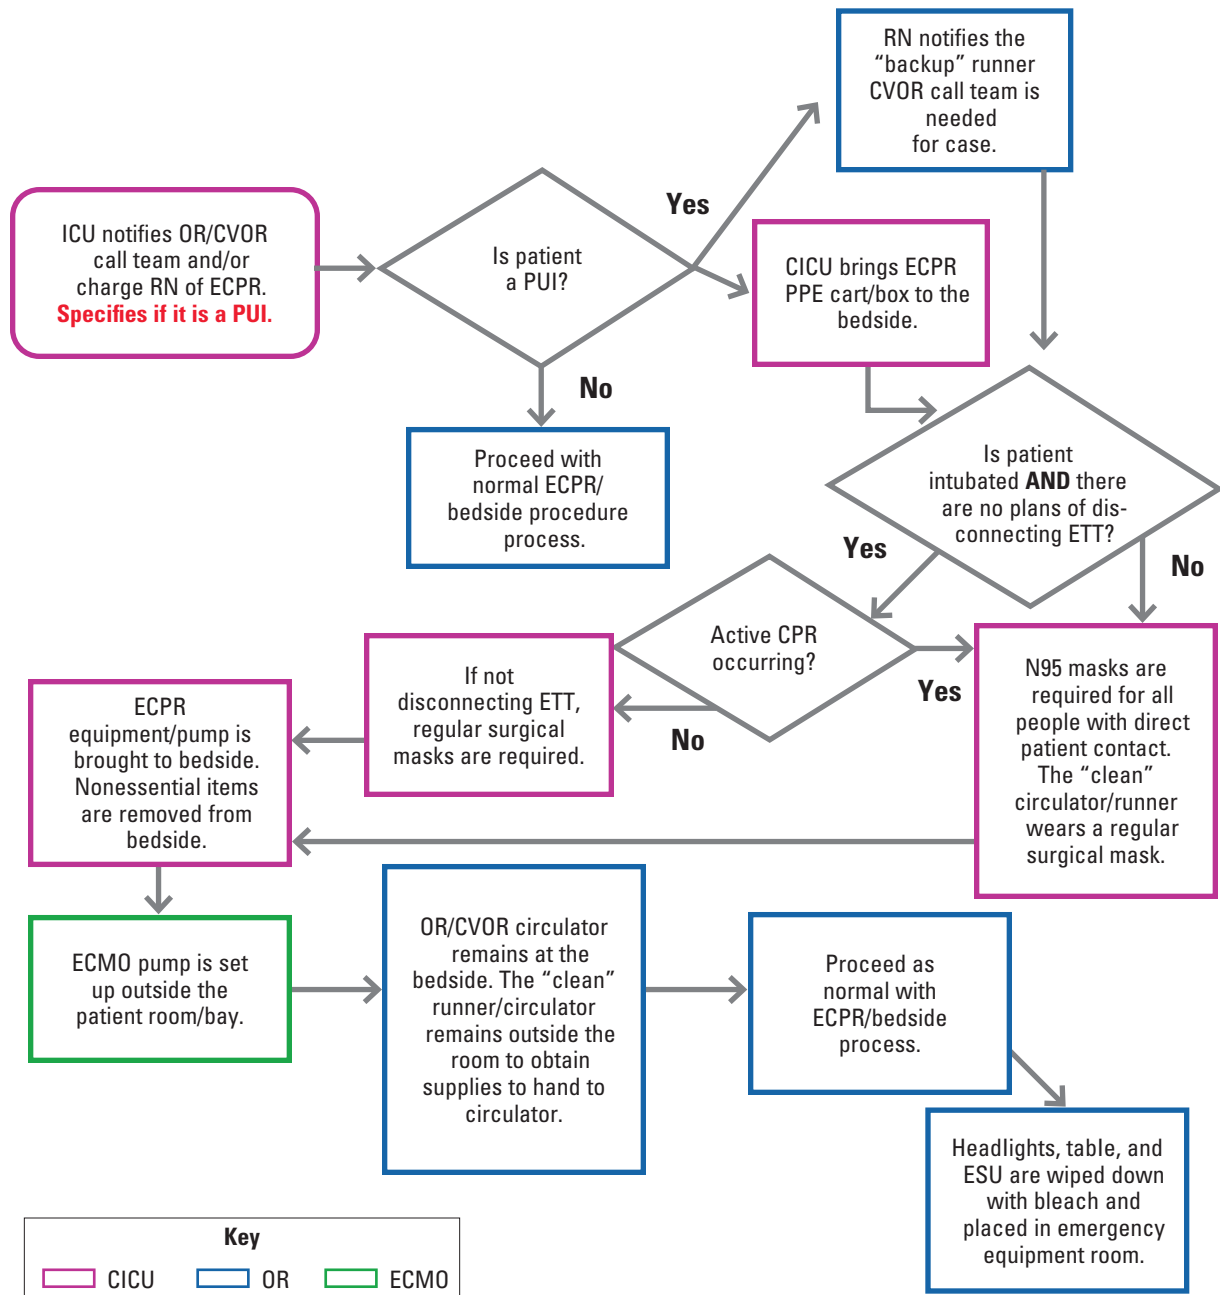 RN notifies the
“backup” runner
CVOR call team is
needed
for case.
Yes
ICU notifies OR/CVOR
call team and/or
charge RN of ECPR.
Specifies if it is a PUI.
Is patient
a PUI?
CICU brings ECPR
PPE cart/box to the
bedside.
No
Proceed with
normal ECPR/
bedside procedure
process.
Is patient
intubated AND there
are no plans of dis-
connecting ETT?
Yes
No
Active CPR
occurring?
Yes
No
If not
disconnecting ETT,
regular surgical
masks are required.
N95 masks are
required for all
people with direct
patient contact.
The “clean”
circulator/runner
wears a regular
surgical mask.
ECPR
equipment/pump is
brought to bedside.
Nonessential items
are removed from
bedside.
ECMO pump is set
up outside the
patient room/bay.
OR/CVOR circulator
remains at the
bedside. The “clean”
runner/circulator
remains outside the
room to obtain
supplies to hand to
circulator.
Proceed as
normal with
ECPR/bedside
process.
Headlights, table, and
ESU are wiped down
with bleach and
placed in emergency
equipment room.
Key
CICU
OR
ECMO